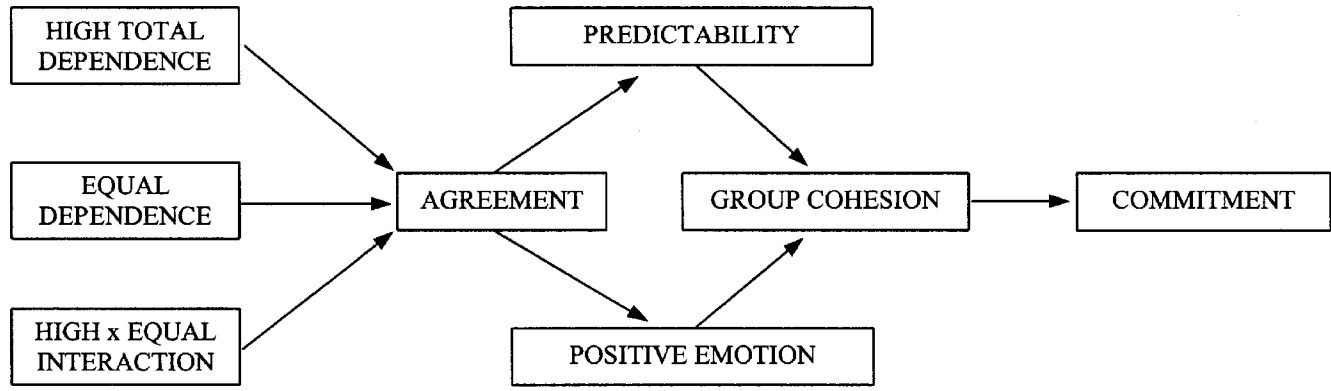 HIGH TOTAL
DEPENDENCE
PREDICTABILITY
EQUAL
DEPENDENCE
AGREEMENT
GROUP COHESION
COMMITMENT
HIGH x EQUAL
INTERACTION
POSITIVE EMOTION